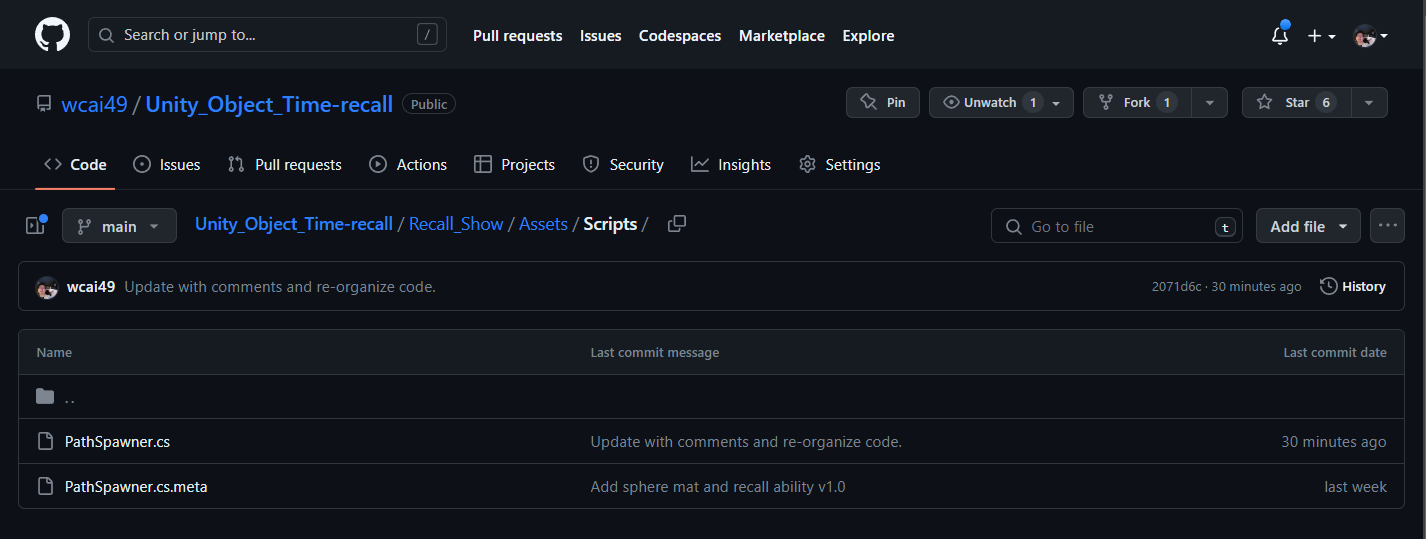 Search or jump to... /
Pull requests Issues Codespaces Marketplace Explore
wcai49 / Unity_Object_Time-recall Public
Pin Unwatch 1 Fork 1 Star 6
Code Issues Pull requests Actions Projects Security Insights Settings
main Unity_Object_Time-recall / Recall_Show / Assets / Scripts / Go to file t Add file ...
wcai49 Update with comments and re-organize code. 2071d6c · 30 minutes ago History
Name Last commit message Last commit date
..
PathSpawner.cs Update with comments and re-organize code. 30 minutes ago
PathSpawner.cs.meta Add sphere mat and recall ability v1.0 last week